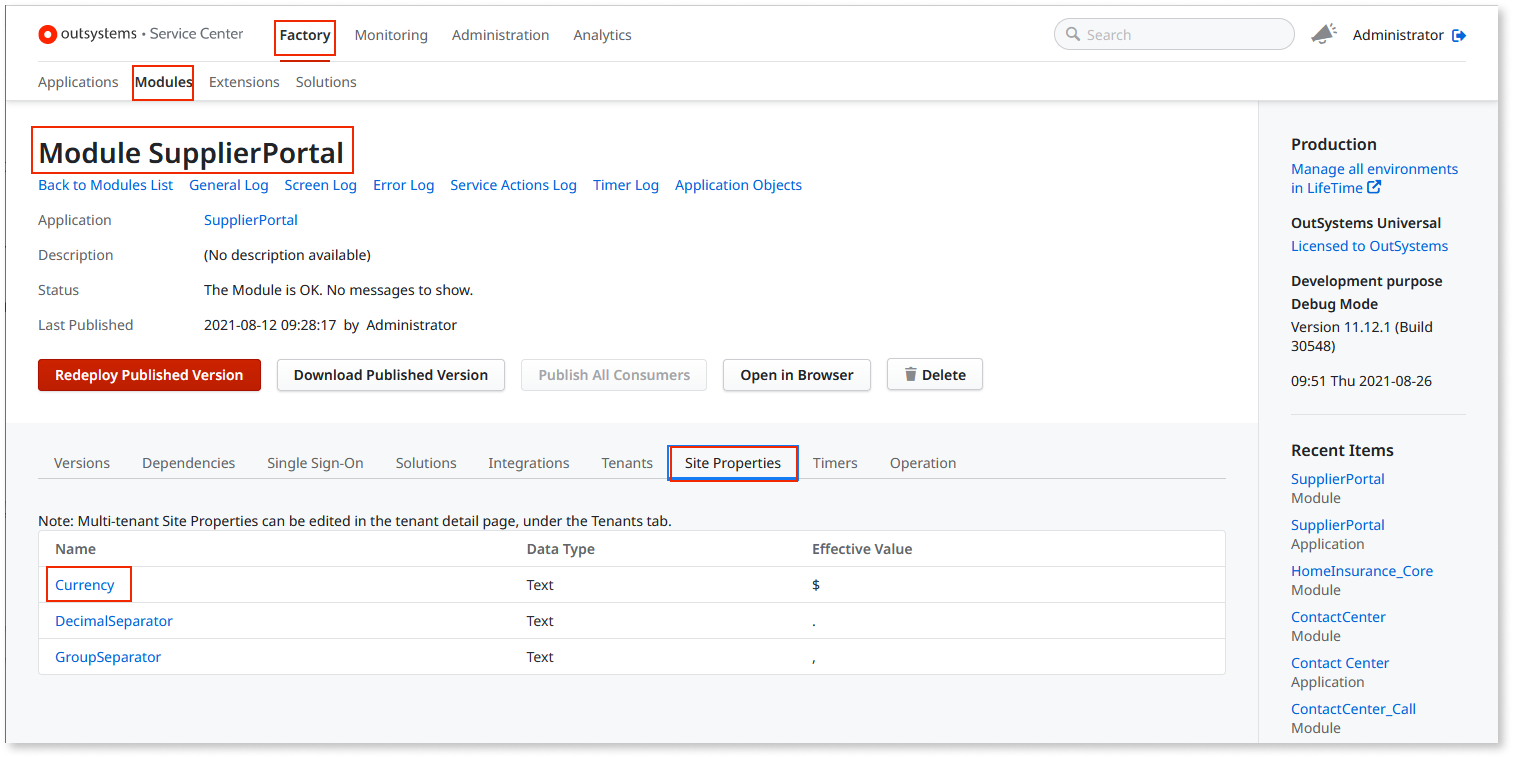 outsystems • Service Center Factory Monitoring Administration Analytics Search Administrator
Applications Modules Extensions Solutions
Module SupplierPortal
Back to Modules List General Log Screen Log Error Log Service Actions Log Timer Log Application Objects
Application SupplierPortal
Description (No description available)
Status The Module is OK. No messages to show.
Last Published 2021-08-12 09:28:17 by Administrator
Redeploy Published Version Download Published Version Publish All Consumers Open in Browser Delete
Versions Dependencies Single Sign-On Solutions Integrations Tenants Site Properties Timers Operation
Note: Multi-tenant Site Properties can be edited in the tenant detail page, under the Tenants tab.
Name Data Type Effective Value
Currency Text $
DecimalSeparator Text .
GroupSeparator Text ,
Production
Manage all environments
in LifeTime
OutSystems Universal
Licensed to OutSystems
Development purpose
Debug Mode
Version 11.12.1 (Build
30548)
09:51 Thu 2021-08-26
Recent Items
SupplierPortal
Module
SupplierPortal
Application
HomeInsurance_Core
Module
ContactCenter
Module
Contact Center
Application
ContactCenter_Call
Module